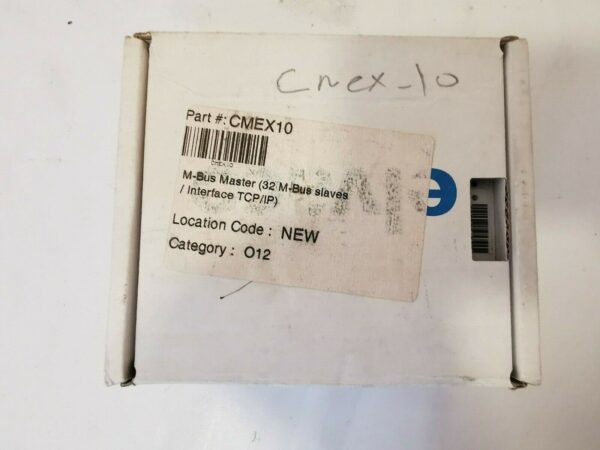 Cmex-10
Part #: CMEX10
CMEX10
M-Bus Master (32 M-Bus slaves
/ Interface TCP/IP)
Location Code : NEW
Category : O12